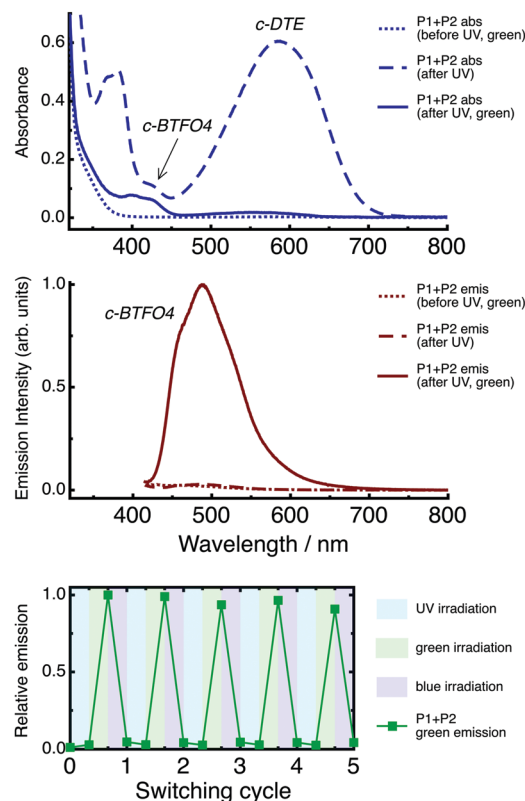 c-DTE
P1+P2 abs
(before UV, green)
P1+P2 abs
(after UV)
P1+P2 abs
(after UV, green)
c-BTFO4
Absorbance
0.6
0.4
0.2
0.0
400 500 600 700 800
c-BTFO4
P1+P2 emis
(before UV, green)
P1+P2 emis
(after UV)
P1+P2 emis
(after UV, green)
Emission Intensity (arb. units)
1.0
0.5
0.0
400 500 600 700 800
Wavelength / nm
Relative emission
1.0
0.5
0.0
0 1 2 3 4 5
Switching cycle
UV irradiation
green irradiation
blue irradiation
P1+P2
green emission